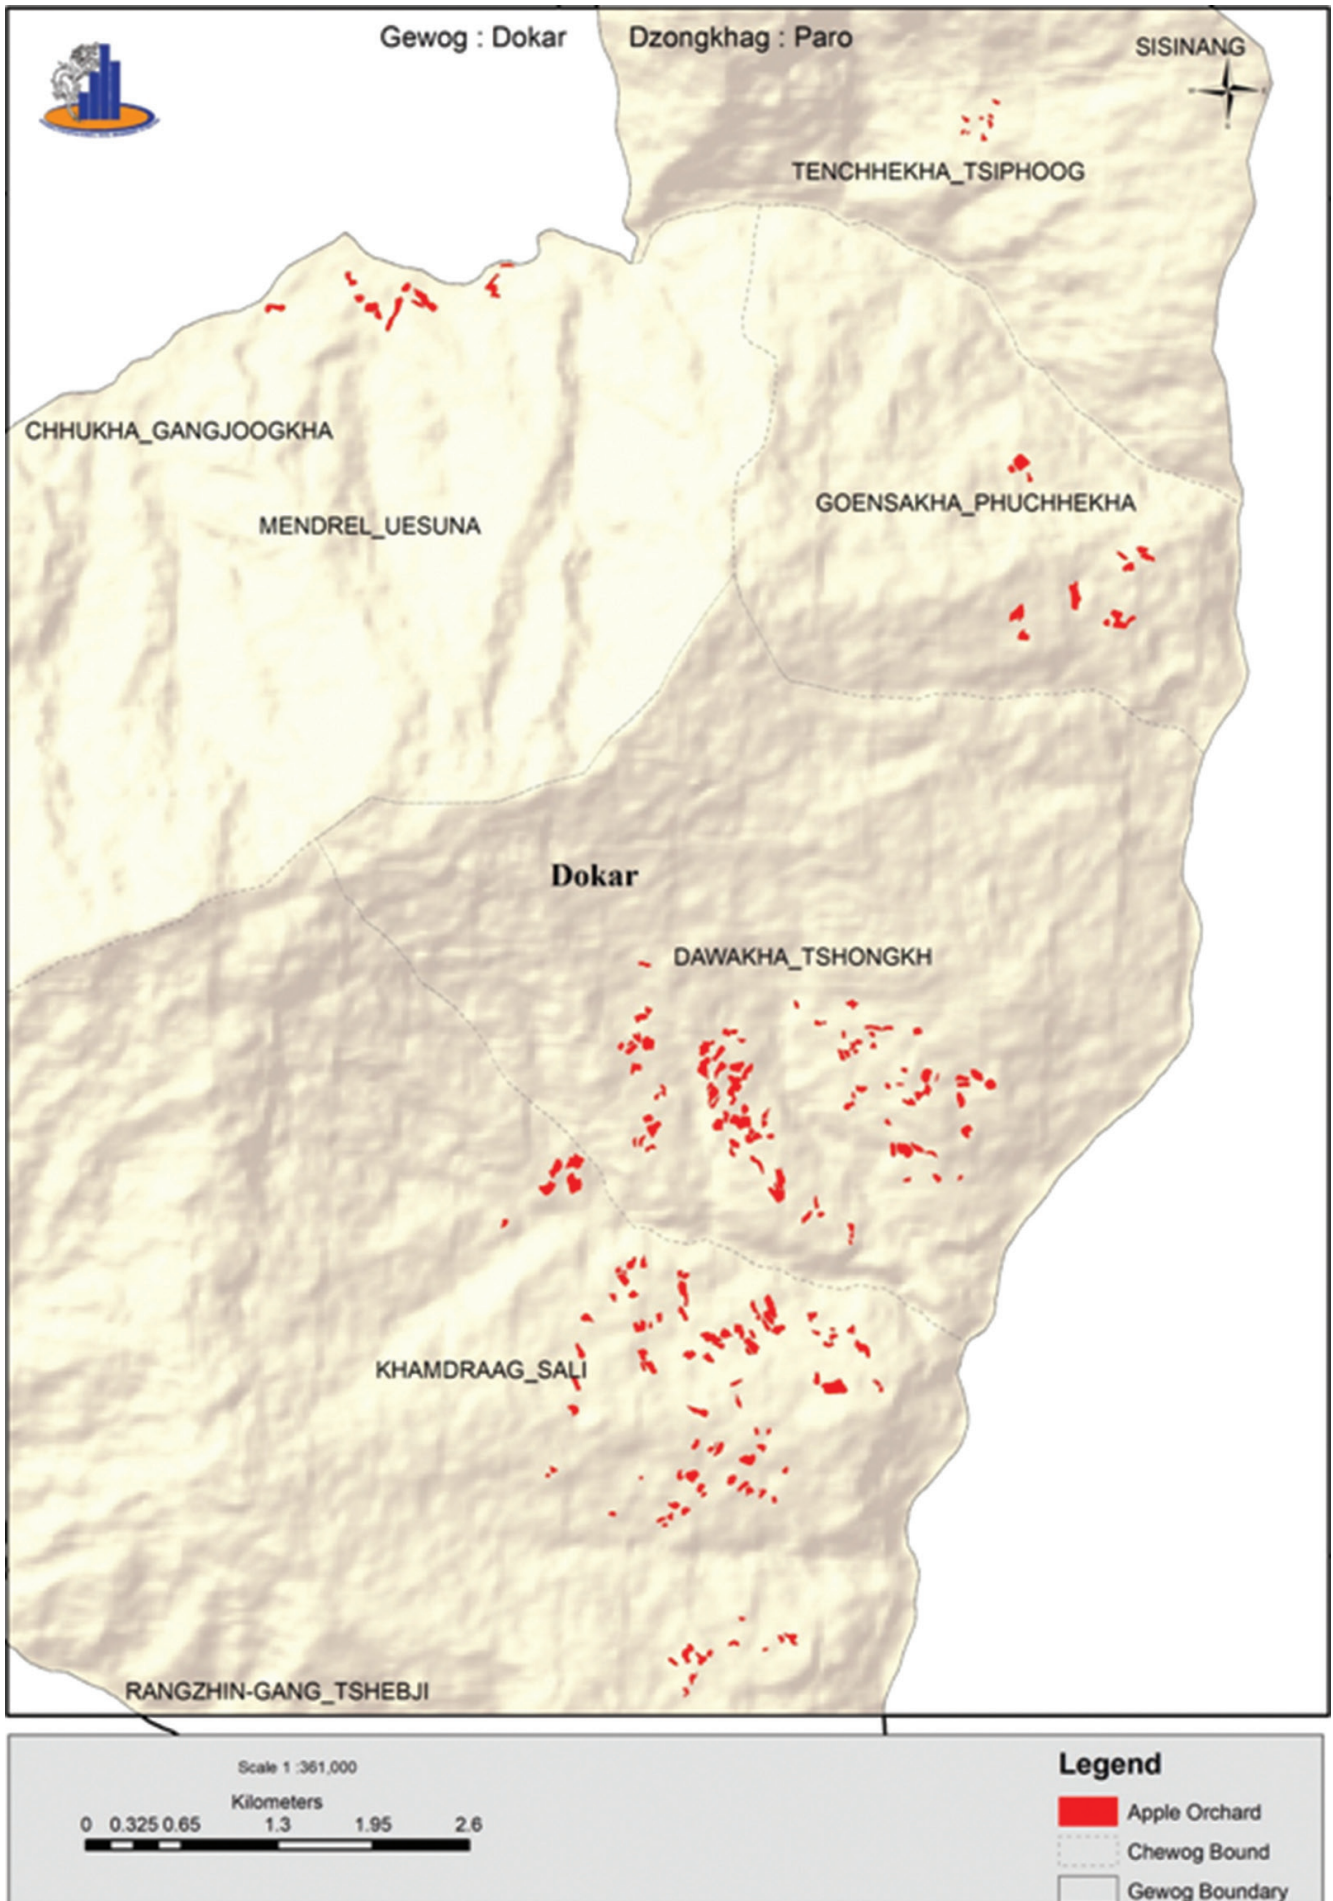 Gewog : Dokar Dzongkhag : Paro
SISINANG
TENCHHEKHA_TSIPHOOG
CHHUKHA_GANGJOOGKHA
GOENSAKHA_PHUCHHEKHA
MENDREL_UESUNA
Dokar
DAWAKHA_TSHONGKH
KHAMDRAAG_SALI
RANGZHIN-GANG_TSHEBJI
Scale 1 :361,000
Kilometers
0 0.325 0.65 1.3 1.95 2.6
Legend
Apple Orchard
Chewog Bound
Gewog Boundary